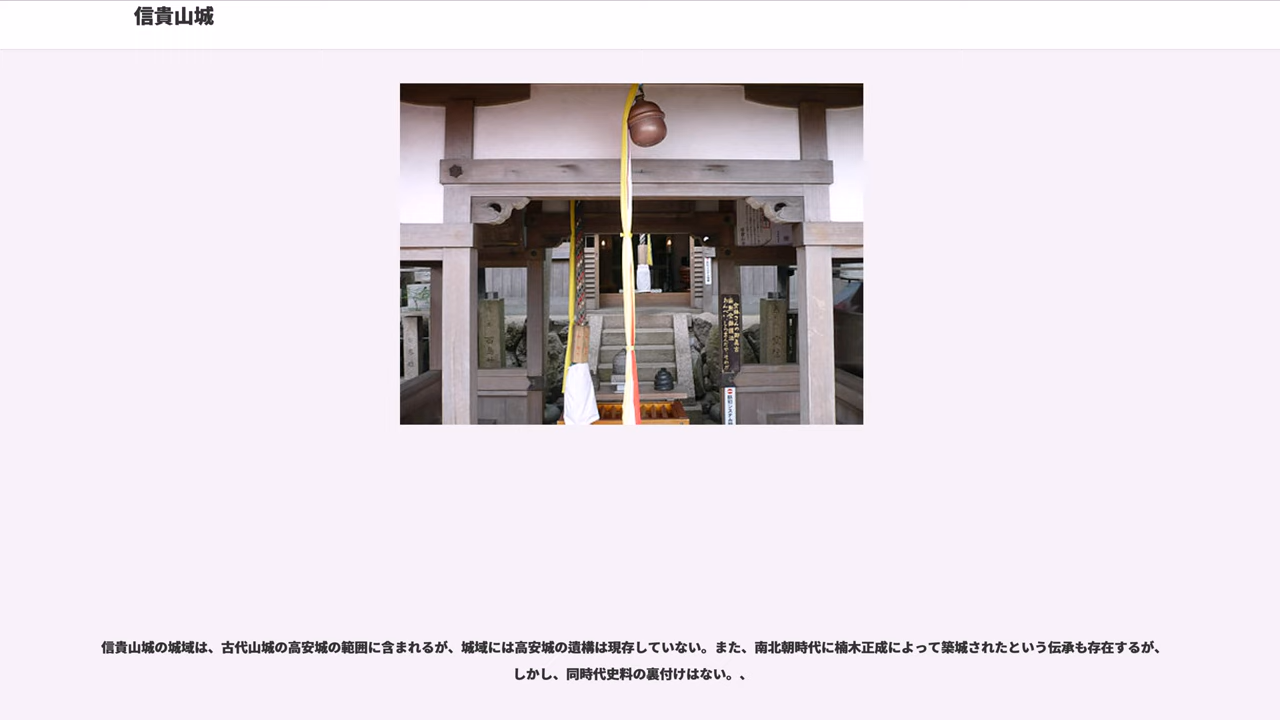 信貴山城
信貴山城の城域は、古代山城の高安城の範囲に含まれるが、城域には高安城の遺構は現存していない。また、南北朝時代に楠木正成によって築城されたという伝承も存在するが、
しかし、同時代史料の裏付けはない。、